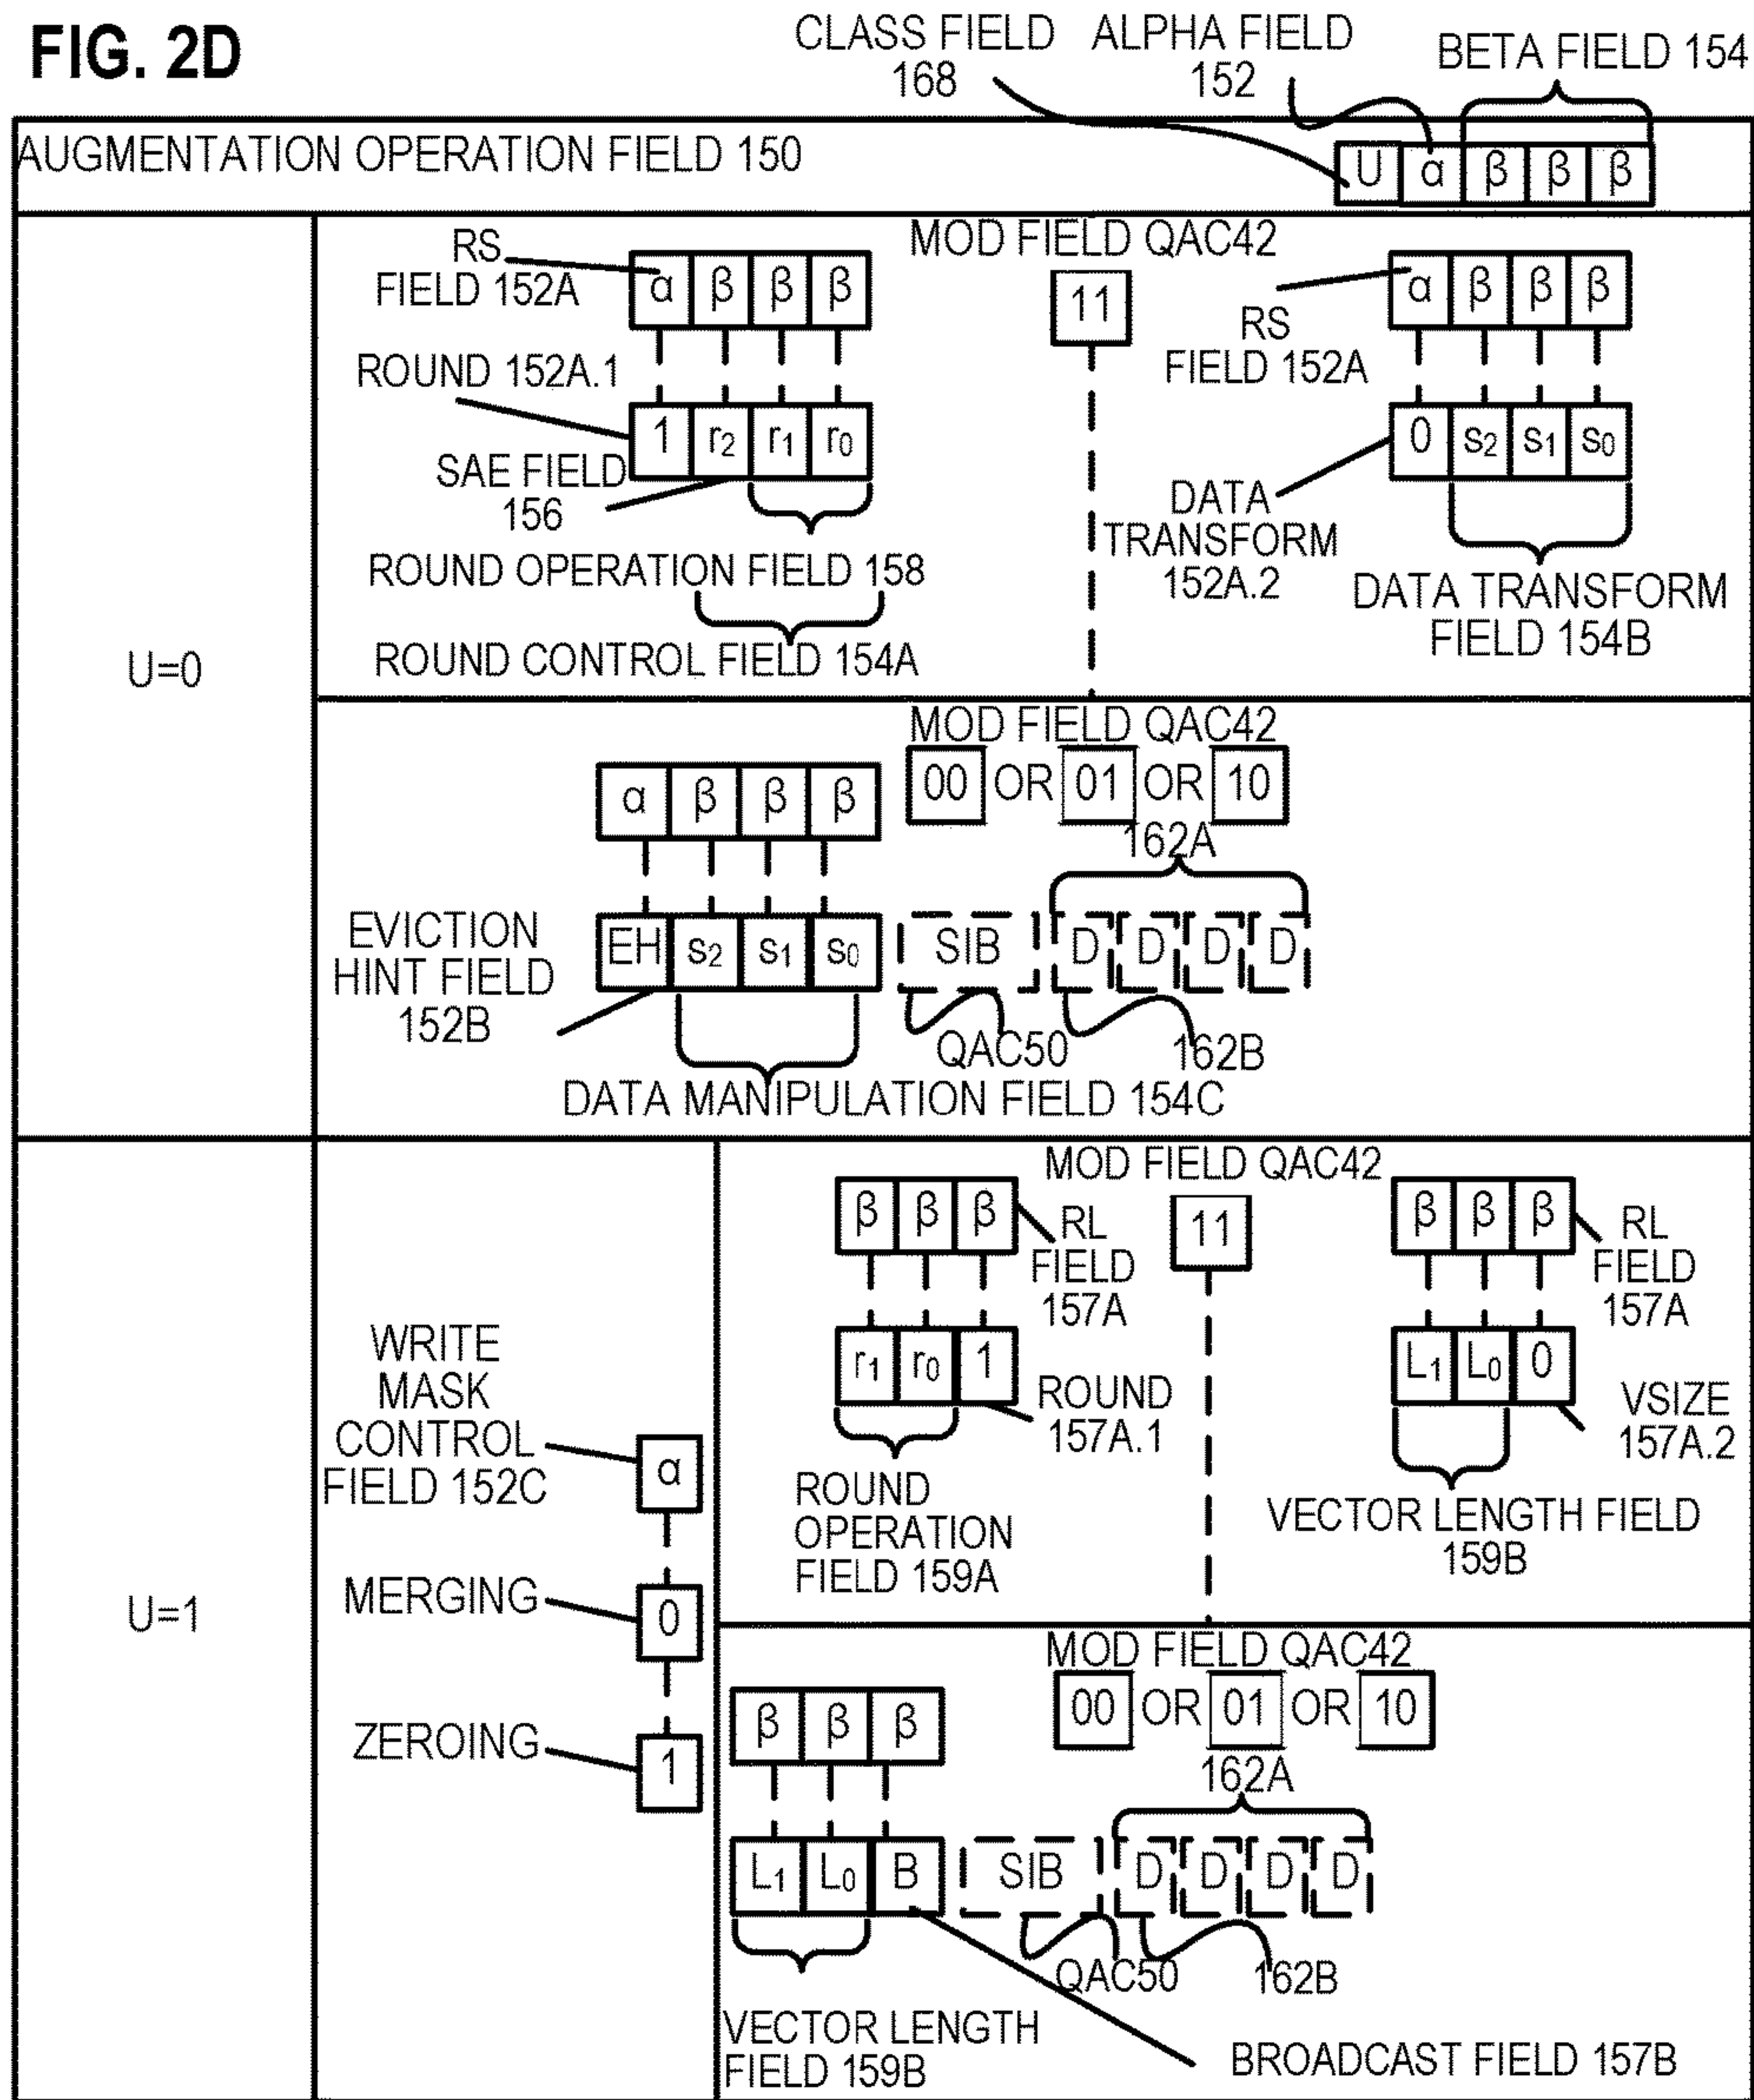 FIG. 2D
CLASS FIELD
168
ALPHA FIELD
152
BETA FIELD 154
AUGMENTATION OPERATION FIELD 150
U α β β β
U=0
MOD FIELD QAC42
11
RS
FIELD 152A
α β β β
ROUND 152A.1
1 r2 r1 r0
SAE FIELD
156
ROUND OPERATION FIELD 158
ROUND CONTROL FIELD 154A
α β β β
RS
FIELD 152A
0 s2 s1 s0
DATA
TRANSFORM
152A.2
DATA TRANSFORM
FIELD 154B
MOD FIELD QAC42
00 OR 01 OR 10
α β β β
162A
EVICTION
HINT FIELD
152B
EH s2 s1 s0 SIB D D D D
QAC50 162B
DATA MANIPULATION FIELD 154C
U=1
WRITE
MASK
CONTROL
FIELD 152C
α
MERGING 0
ZEROING 1
MOD FIELD QAC42
11
β β β
RL
FIELD
157A
r1 r0 1
ROUND
157A.1
ROUND
OPERATION
FIELD 159A
β β β
RL
FIELD
157A
L1 L0 0
VSIZE
157A.2
VECTOR LENGTH FIELD
159B
MOD FIELD QAC42
00 OR 01 OR 10
β β β
162A
L1 L0 B SIB D D D D
QAC50 162B
VECTOR LENGTH
FIELD 159B
BROADCAST FIELD 157B